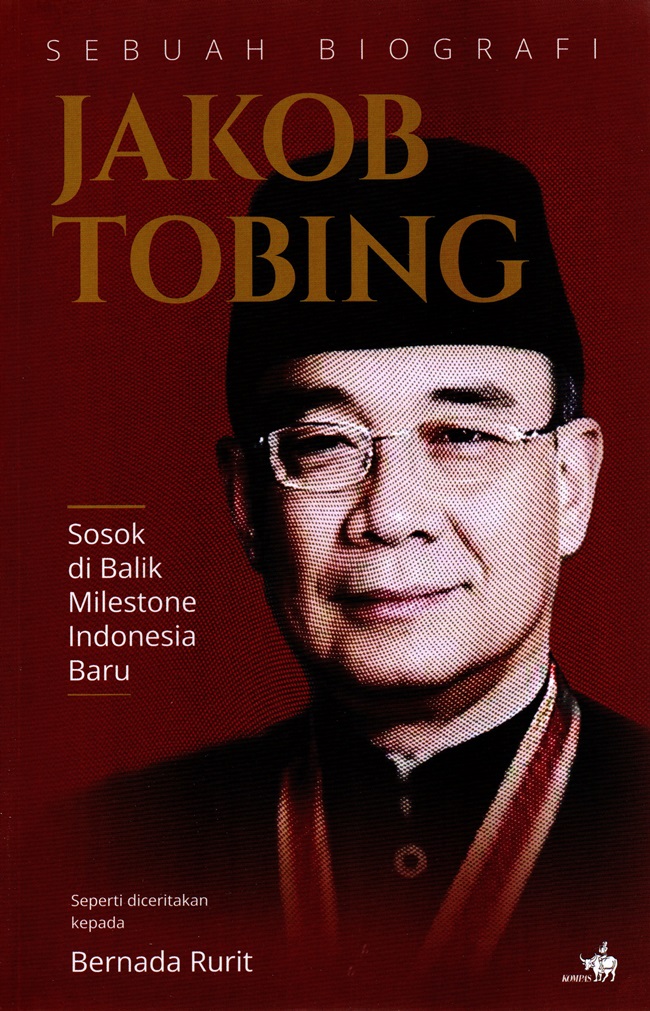 SEBUAH BIOGRAFI
JAKOB
TOBING
Sosok
di Balik
Milestone
Indonesia
Baru
Seperti diceritakan
kepada
Bernada Rurit
KOMPAS